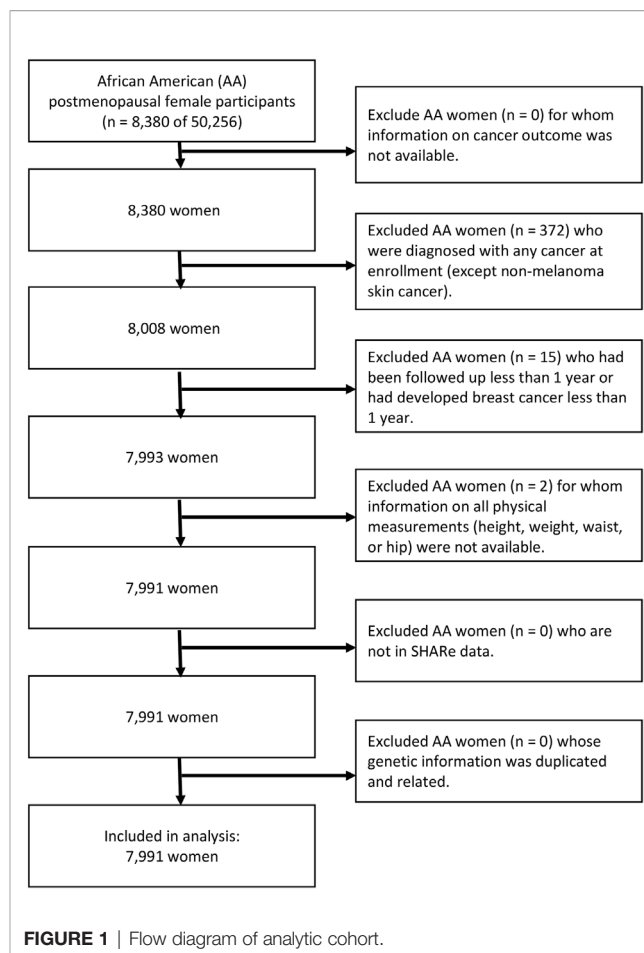 African American (AA)
postmenopausal female participants
(n = 8,380 of 50,256)
Exclude AA women (n = 0) for whom
information on cancer outcome was
not available.
8,380 women
Excluded AA women (n = 372) who
were diagnosed with any cancer at
enrollment (except non-melanoma
skin cancer).
8,008 women
Excluded AA women (n = 15) who had
been followed up less than 1 year or
had developed breast cancer less than
1 year.
7,993 women
Excluded AA women (n = 2) for whom
information on all physical
measurements (height, weight, waist,
or hip) were not available.
7,991 women
Excluded AA women (n = 0) who are
not in SHARe data.
7,991 women
Excluded AA women (n = 0) whose
genetic information was duplicated
and related.
Included in analysis:
7,991 women
FIGURE 1 | Flow diagram of analytic cohort.